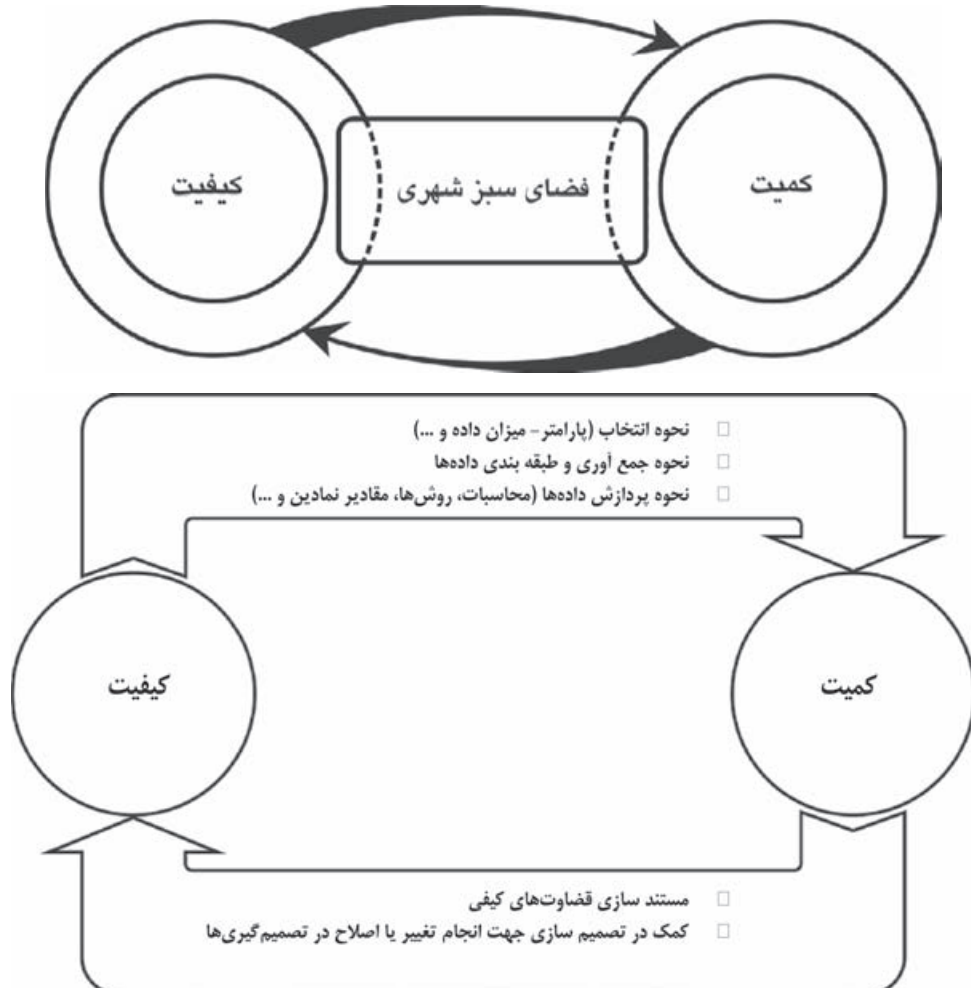 کمیت
فضای سبز شهری
کیفیت
نحوه انتخاب (پارامتر- میزان داده و ...)
نحوه جمع آوری و طبقه بندی داده‌ها
نحوه پردازش داده‌ها (محاسبات، روش‌ها، مقادیر نمادین و ...)
کمیت
کیفیت
مستند سازی قضاوت‌های کیفی
کمک در تصمیم سازی جهت انجام تغییر یا اصلاح در تصمیم‌گیری‌ها